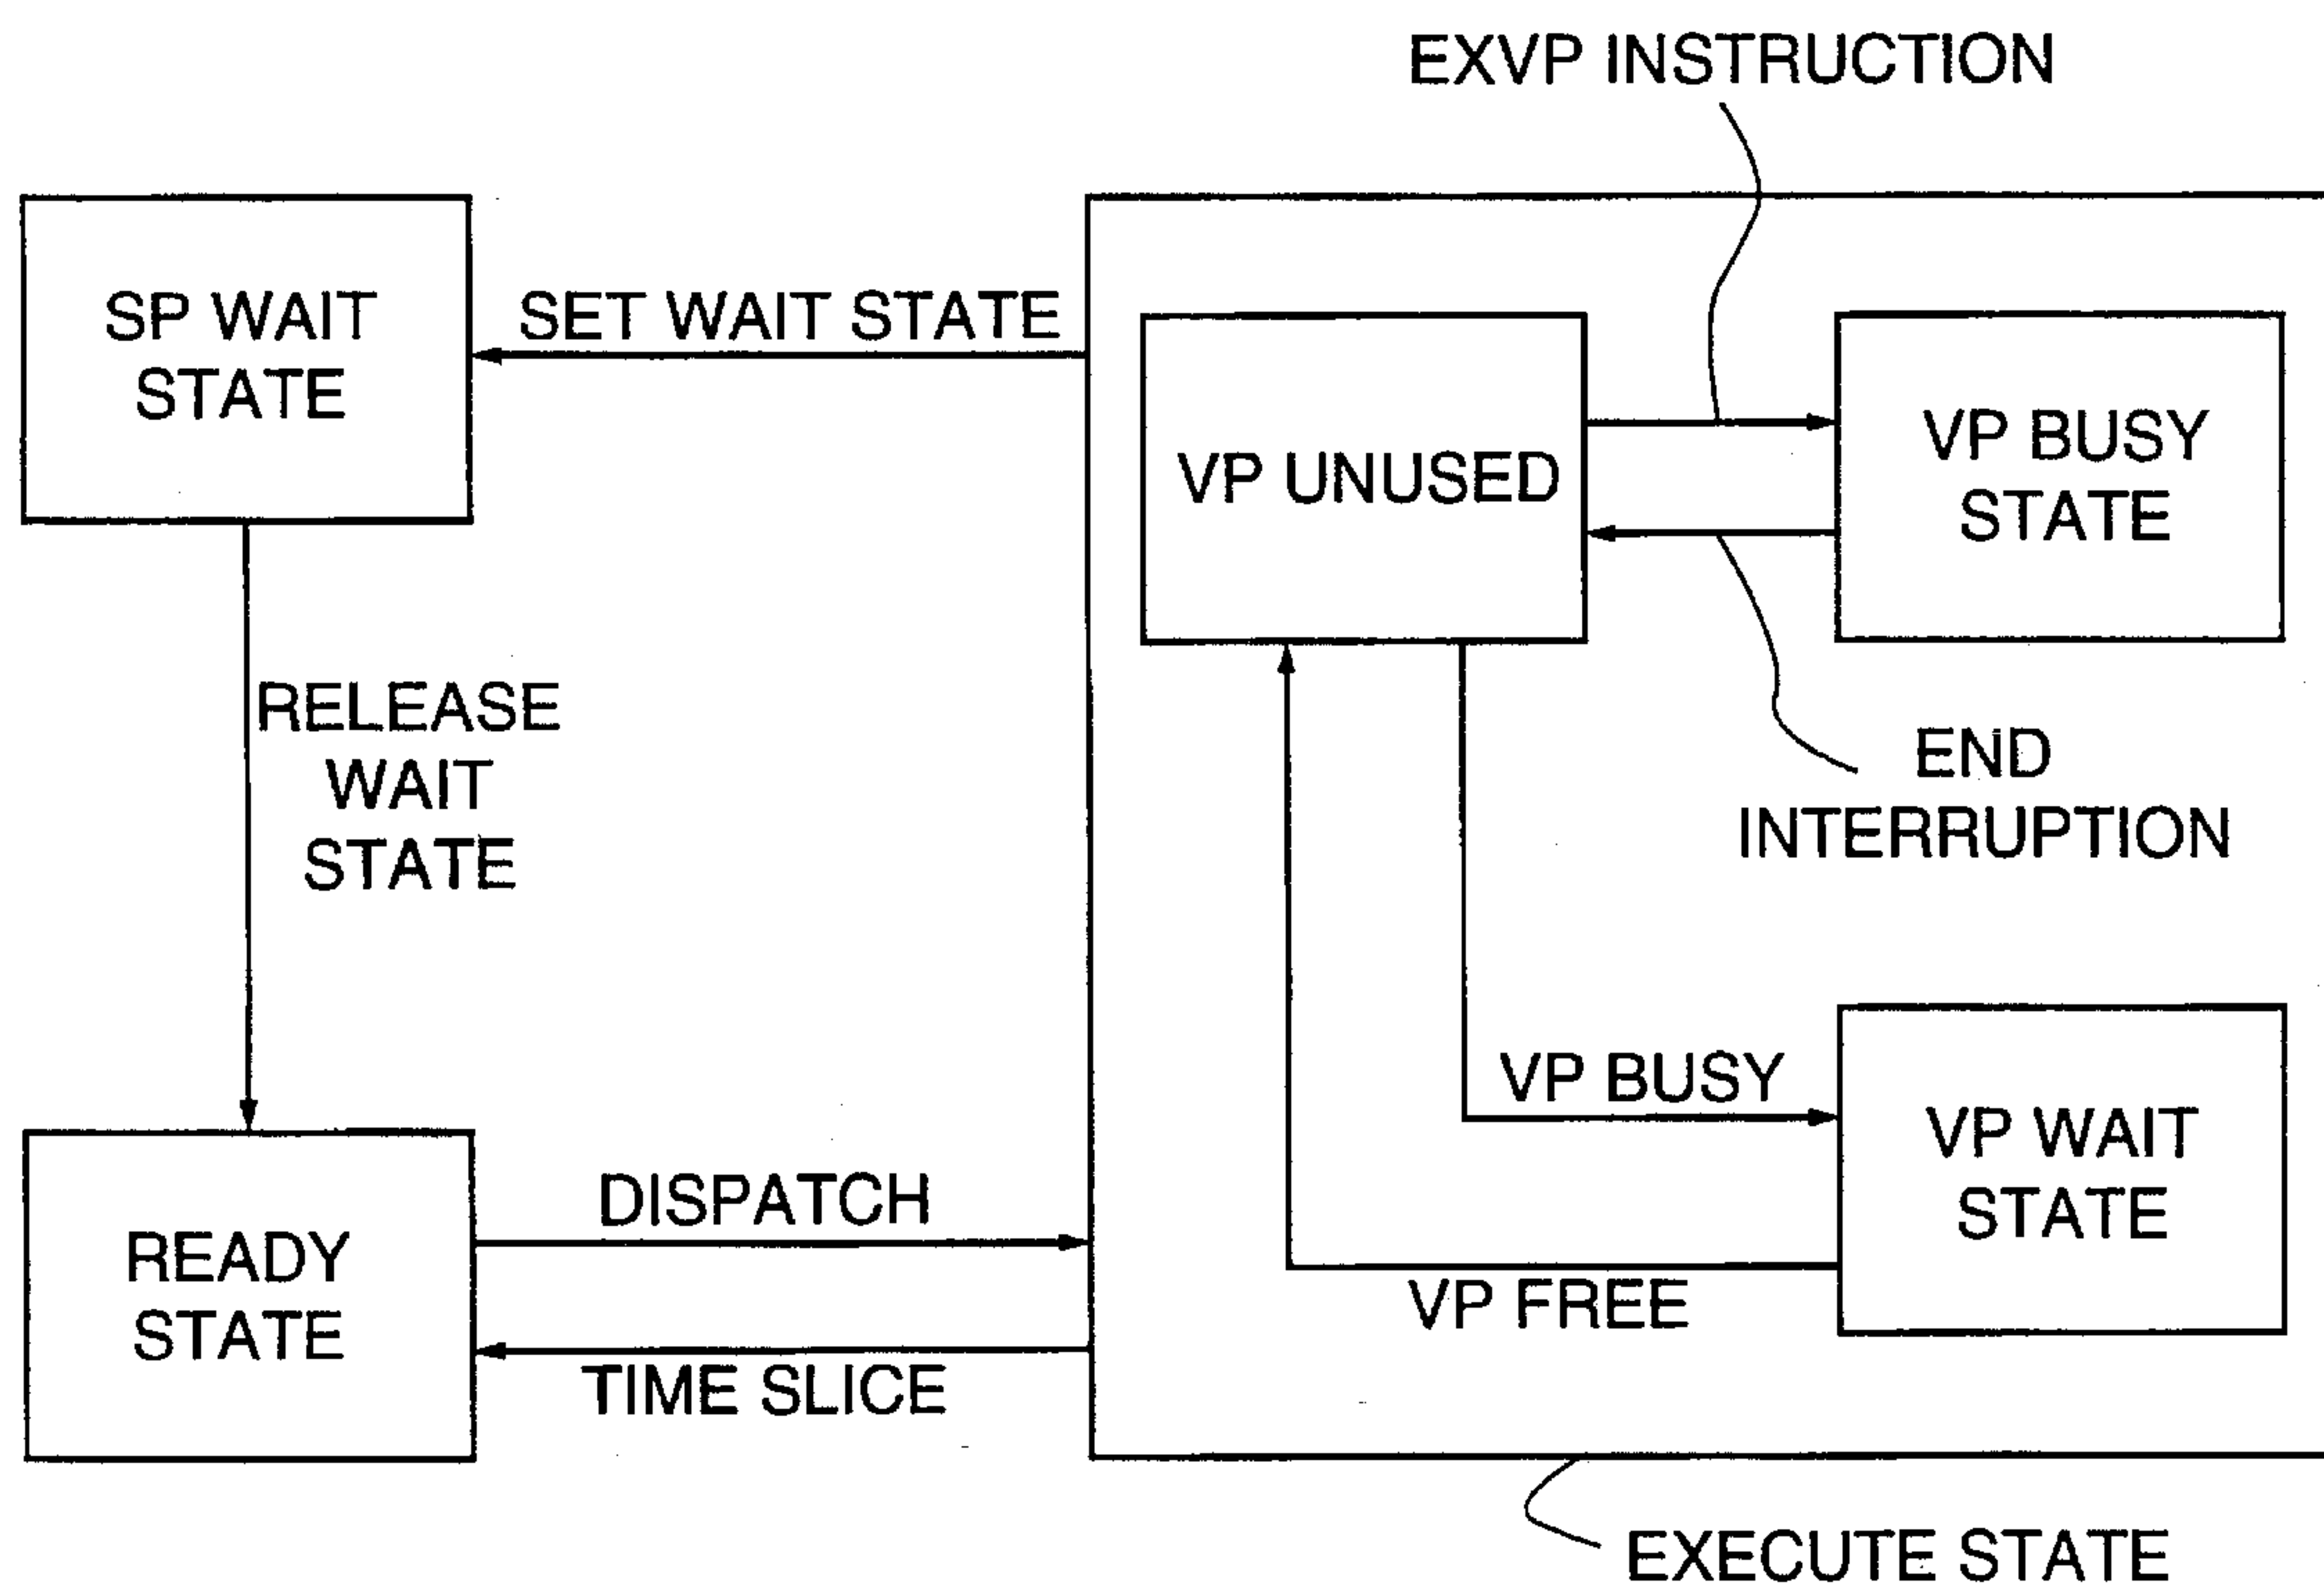 EXVP INSTRUCTION
SP WAIT
STATE
SET WAIT STATE
VP UNUSED
VP BUSY
STATE
RELEASE
WAIT
STATE
END
INTERRUPTION
VP BUSY
VP WAIT
STATE
VP FREE
READY
STATE
DISPATCH
TIME SLICE
EXECUTE STATE